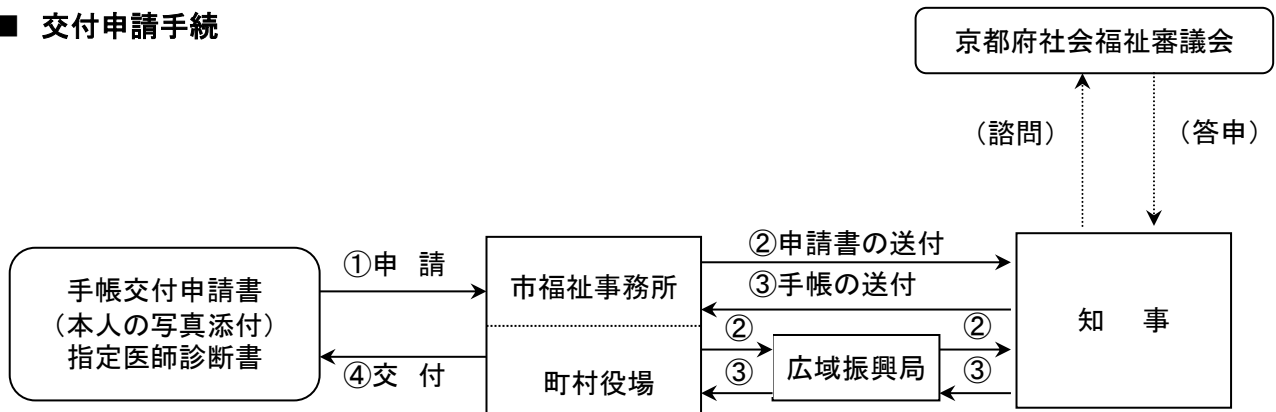 ■ 交付申請手続
京都府社会福祉審議会
（諮問）
（答申）
手帳交付申請書
（本人の写真添付）
指定医師診断書
①申 請
④交 付
市福祉事務所
町村役場
②申請書の送付
③手帳の送付
②
③
広域振興局
②
③
知 事